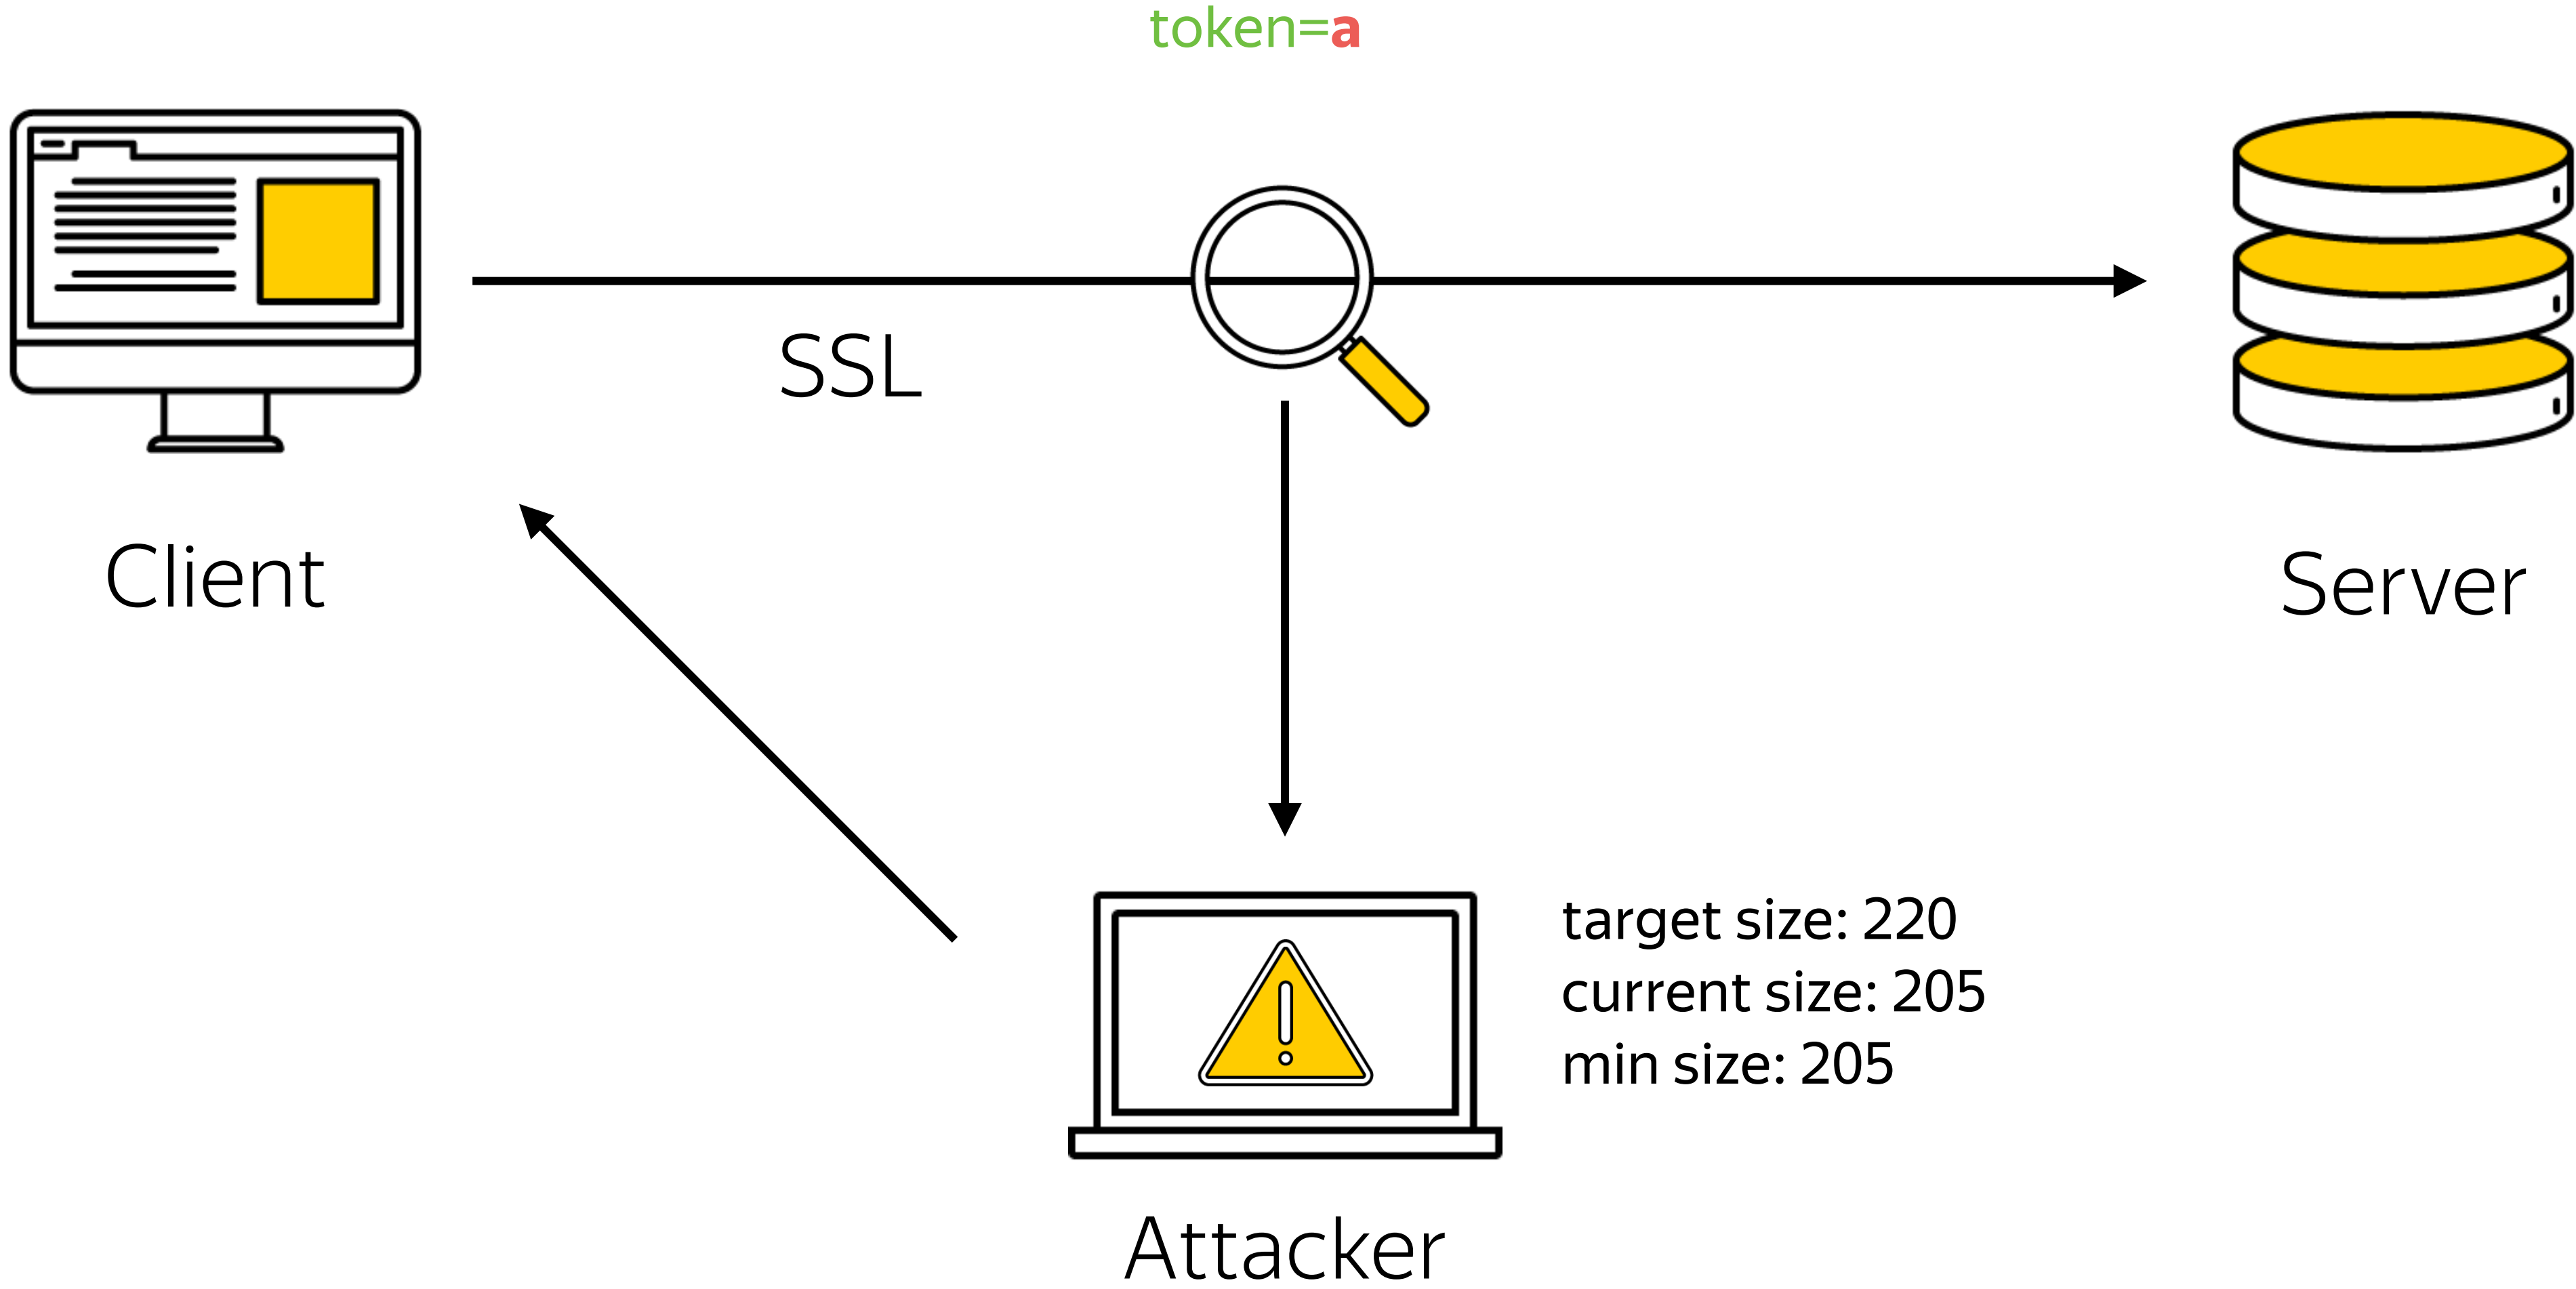 token=a
SSL
Client
Server
target size: 220
current size: 205
min size: 205
Attacker